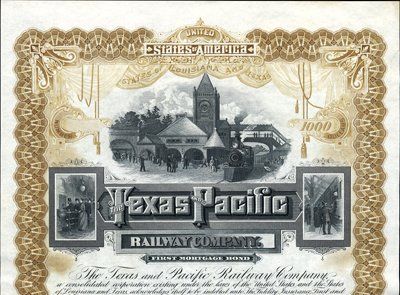 UNITED
States of America
STATES OF LOUISIANA AND TEXAS
1000
THE Texas AND Pacific
RAILWAY COMPANY.
FIRST MORTGAGE BOND
The Texas and Pacific Railway Company,
a consolidated corporation existing under the laws of the United States and the States
of Louisiana and Texas, acknowledges itself to be indebted unto The Fidelity Insurance, Trust and